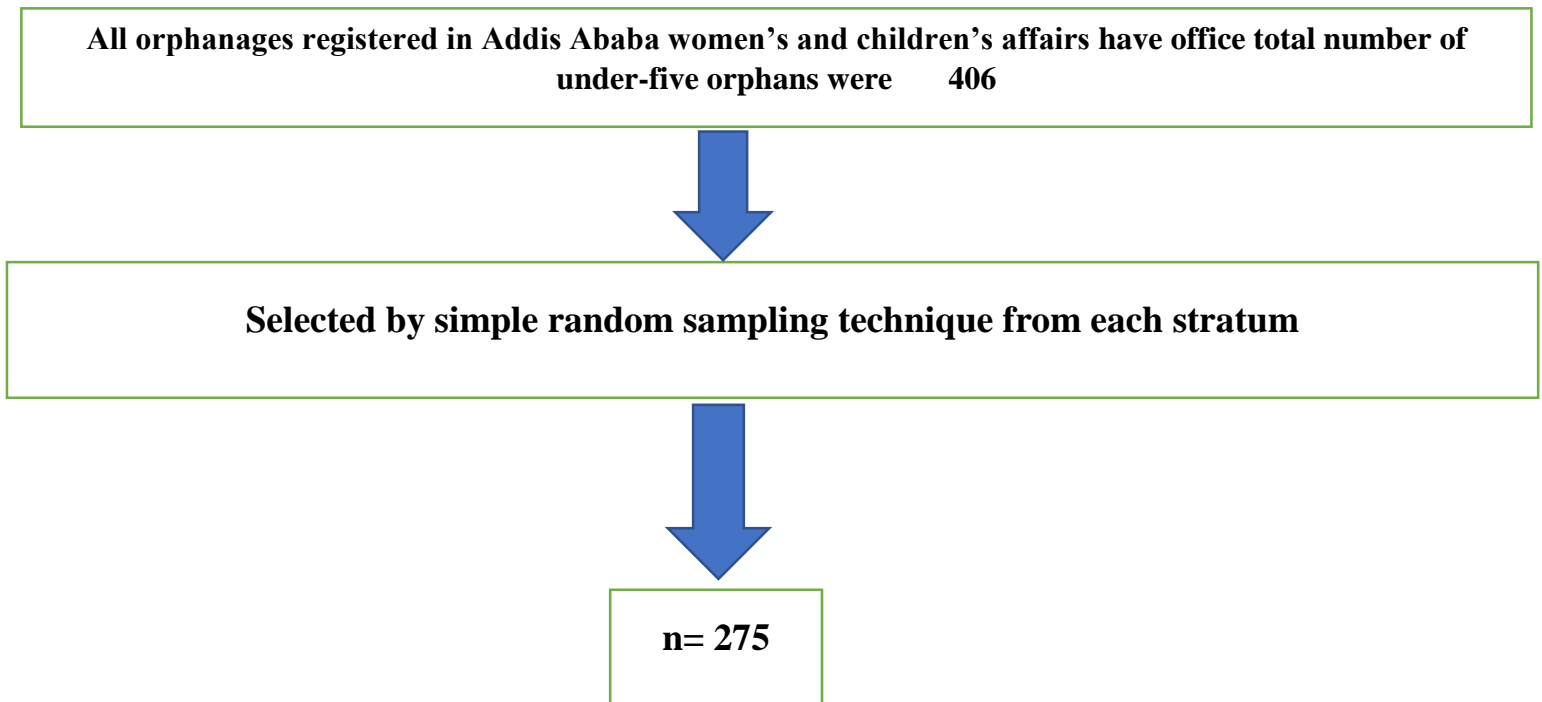 All orphanages registered in Addis Ababa women’s and children’s affairs have office total number of
under-five orphans were 406
Selected by simple random sampling technique from each stratum
n= 275